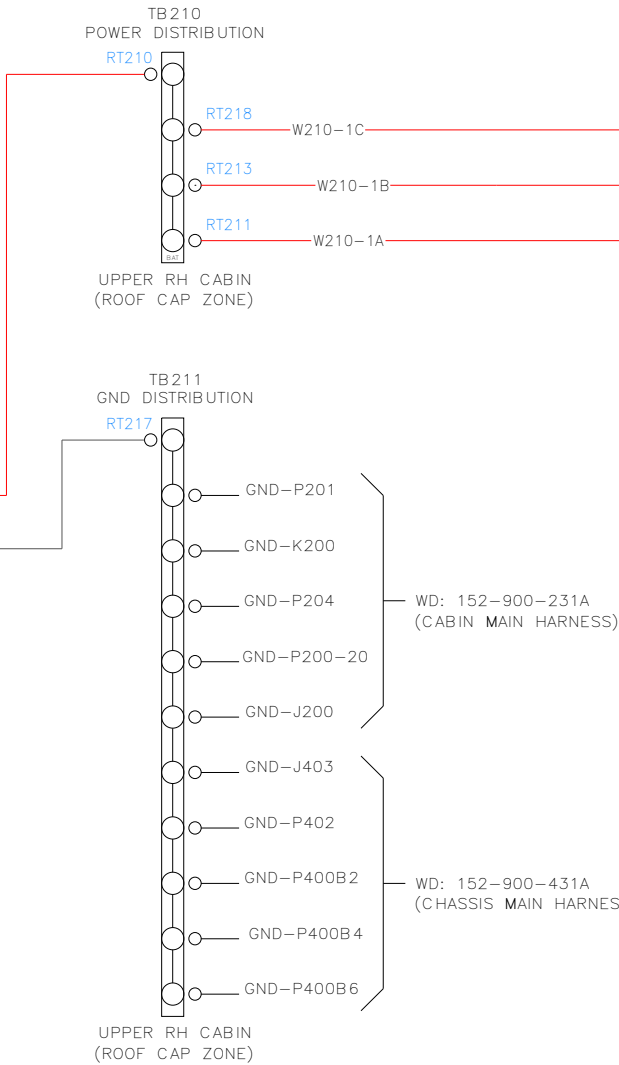 TB210
POWER DISTRIBUTION
RT210
RT218
W210-1C
RT213
W210-1B
RT211
W210-1A
BAT
UPPER RH CABIN
(ROOF CAP ZONE)
TB211
GND DISTRIBUTION
RT217
GND-P201
GND-K200
GND-P204
WD: 152-900-231A
(CABIN MAIN HARNESS)
GND-P200-20
GND-J200
GND-J403
GND-P402
GND-P400B2
WD: 152-900-431A
(CHASSIS MAIN HARNES
GND-P400B4
GND-P400B6
UPPER RH CABIN
(ROOF CAP ZONE)